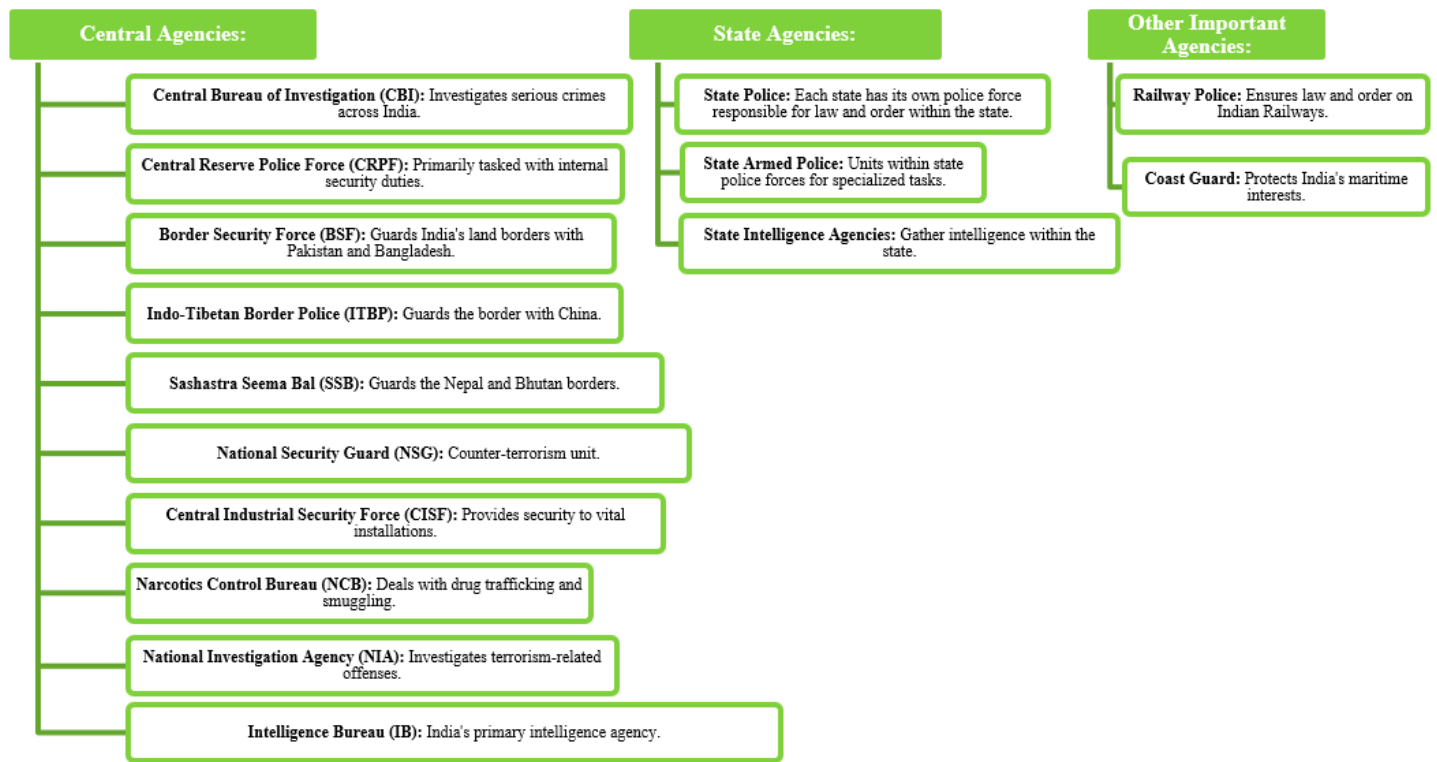 Central Agencies:
Central Bureau of Investigation (CBI): Investigates serious crimes
across India.
Central Reserve Police Force (CRPF): Primarily tasked with internal
security duties.
Border Security Force (BSF): Guards India's land borders with
Pakistan and Bangladesh.
Indo-Tibetan Border Police (ITBP): Guards the border with China.
Sashastra Seema Bal (SSB): Guards the Nepal and Bhutan borders.
National Security Guard (NSG): Counter-terrorism unit.
Central Industrial Security Force (CISF): Provides security to vital
installations.
Narcotics Control Bureau (NCB): Deals with drug trafficking and
smuggling.
National Investigation Agency (NIA): Investigates terrorism-related
offenses.
Intelligence Bureau (IB): India's primary intelligence agency.
State Agencies:
State Police: Each state has its own police force
responsible for law and order within the state.
State Armed Police: Units within state
police forces for specialized tasks.
State Intelligence Agencies: Gather intelligence within the
state.
Other Important
Agencies:
Railway Police: Ensures law and order on
Indian Railways.
Coast Guard: Protects India's maritime
interests.